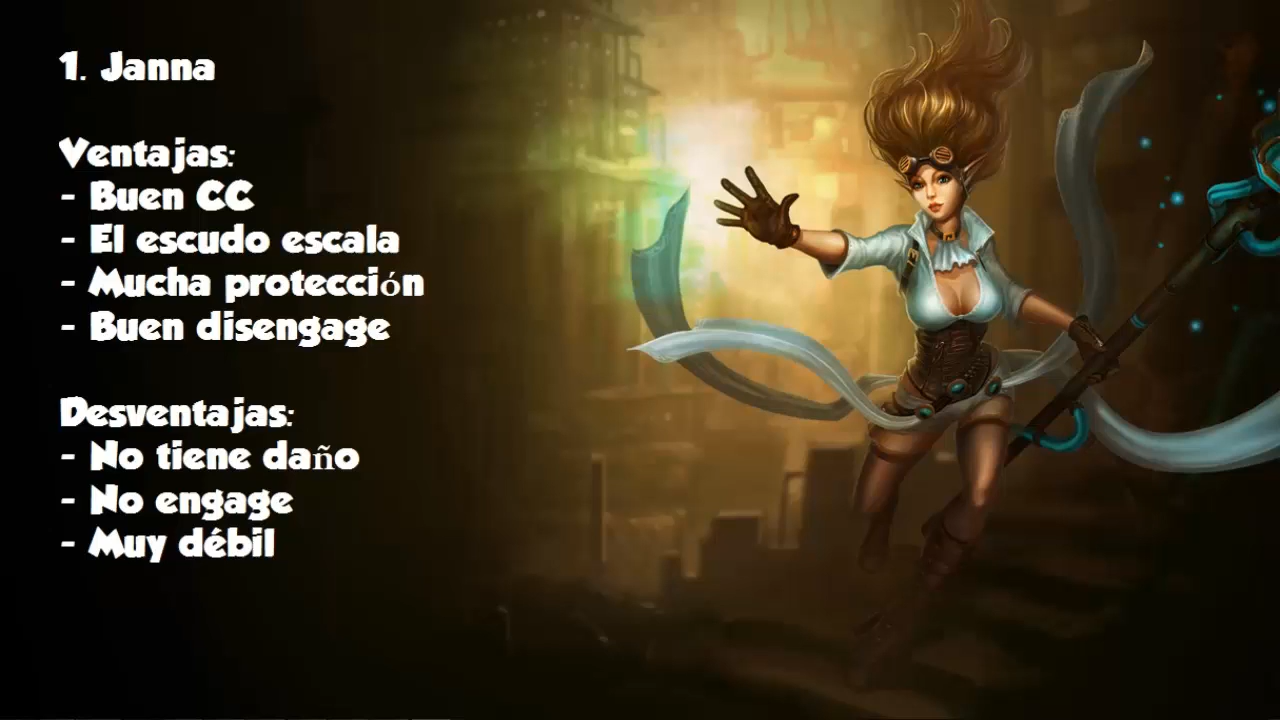 1. Janna
Ventajas:
- Buen CC
- El escudo escala
- Mucha protección
- Buen disengage
Desventajas:
- No tiene daño
- No engage
- Muy débil